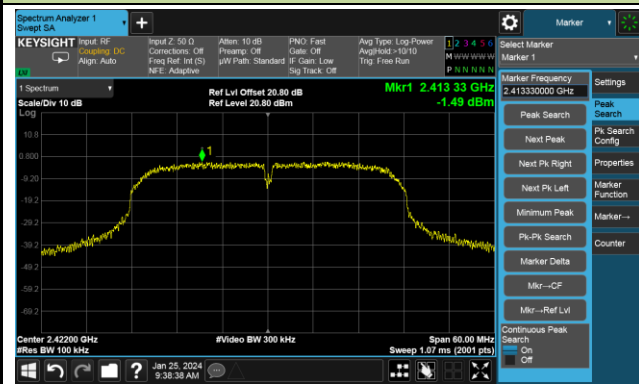 Spectrum Analyzer 1
Swept SA
+
Marker
KEYSIGHT Input: RF
Coupling: DC
Align: Auto
Input Z: 50 Ω
Corrections: Off
Freq Ref: Int (S)
NFE: Adaptive
Atten: 10 dB
Preamp: Off
µW Path: Standard
PNO: Fast
Gate: Off
IF Gain: Low
Sig Track: Off
Avg Type: Log-Power
Avg|Hold:>10/10
Trig: Free Run
1 2 3 4 5 6
M W W W W W
P N N N N N
Select Marker
Marker 1
LW
1 Spectrum
Scale/Div 10 dB
Log
Ref Lvl Offset 20.80 dB
Ref Level 20.80 dBm
Mkr1 2.413 33 GHz
-1.49 dBm
Marker Frequency
2.413330000 GHz
Settings
Peak Search
Next Peak
Next Pk Right
Next Pk Left
Minimum Peak
Pk-Pk Search
Marker Delta
Mkr→CF
Mkr→Ref Lvl
Continuous Peak
Search
On
Off
Peak
Search
Pk Search
Config
Properties
Marker
Function
Marker→
Counter
10.8
0.800
-9.20
-19.2
-29.2
-39.2
-49.2
-59.2
-69.2
1
Center 2.42200 GHz
#Res BW 100 kHz
#Video BW 300 kHz
Span 60.00 MHz
Sweep 1.07 ms (2001 pts)
?
Jan 25, 2024
9:38:38 AM